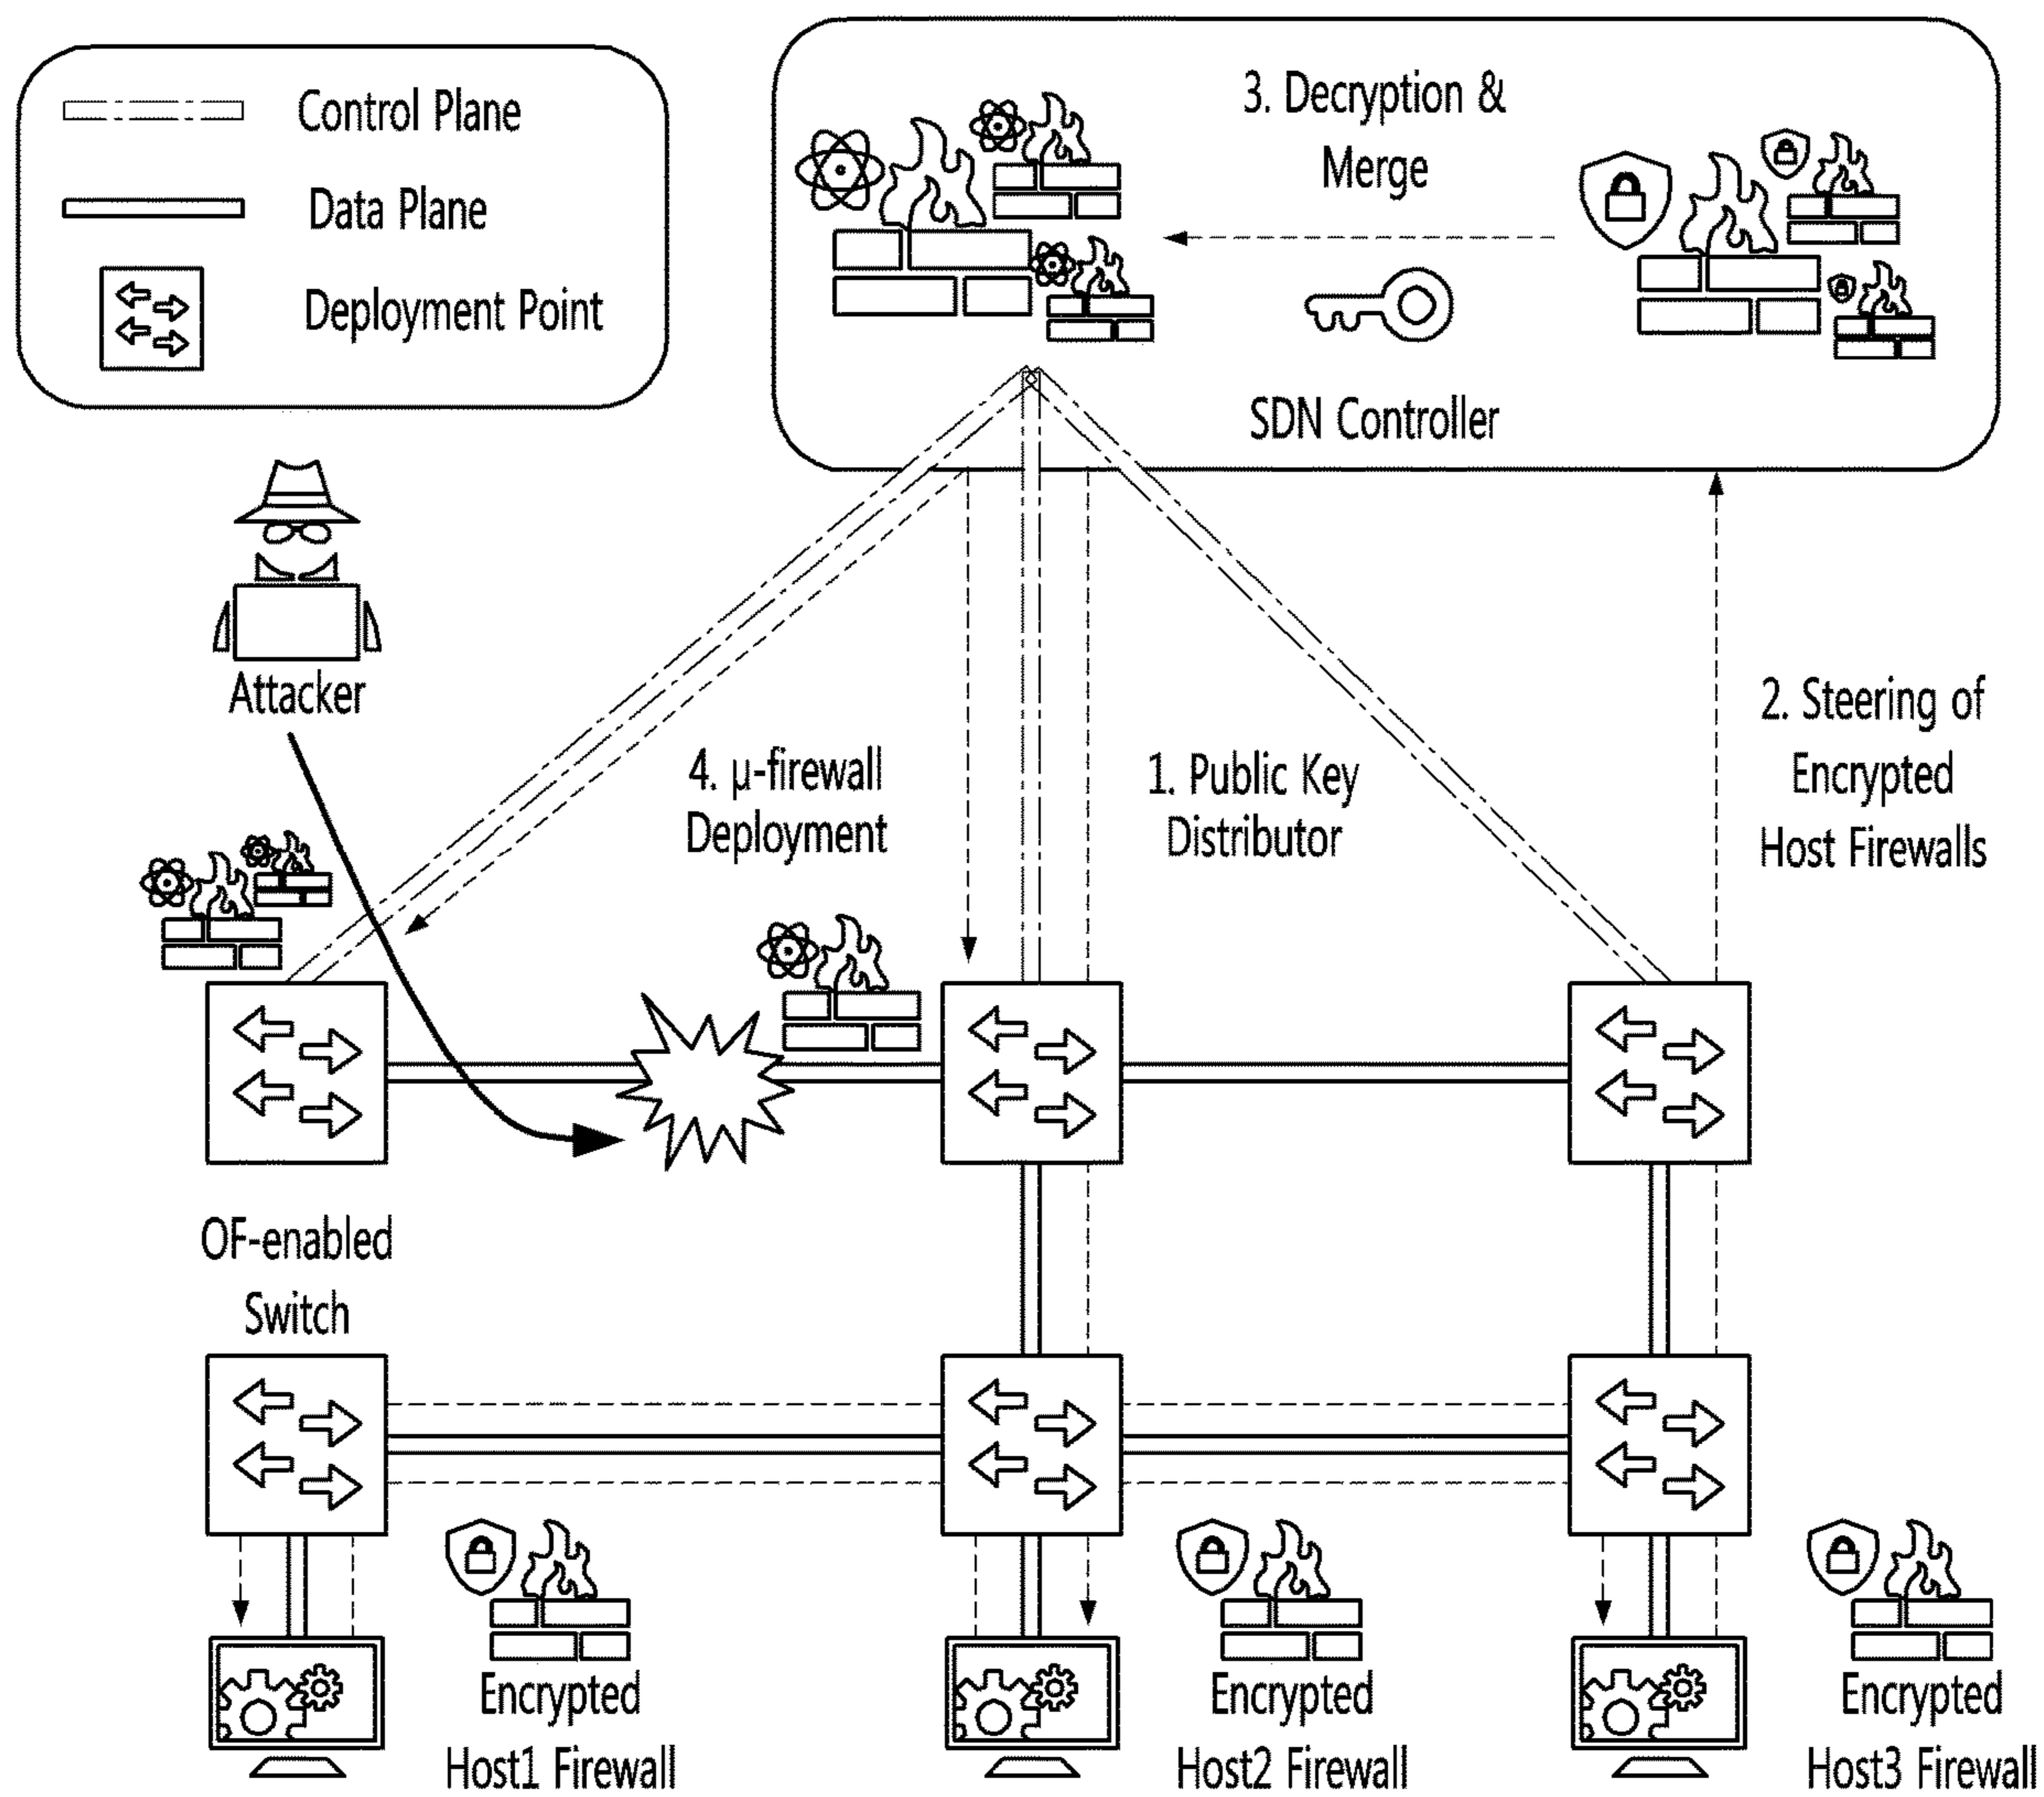 Control Plane
Data Plane
Deployment Point
3. Decryption &
Merge
SDN Controller
Attacker
4. μ-firewall
Deployment
1. Public Key
Distributor
2. Steering of
Encrypted
Host Firewalls
OF-enabled
Switch
Encrypted
Host1 Firewall
Encrypted
Host2 Firewall
Encrypted
Host3 Firewall